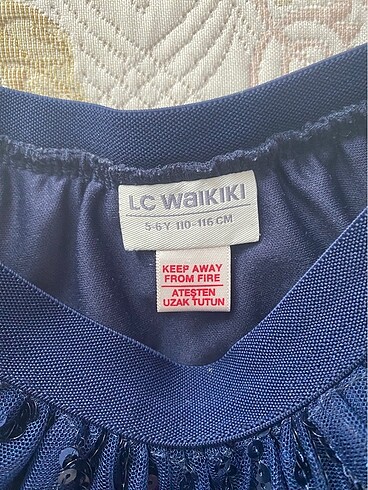 LC WAIKIKI
5-6 Y 110-116 CM
KEEP AWAY
FROM FIRE
ATEŞTEN
UZAK TUTUN